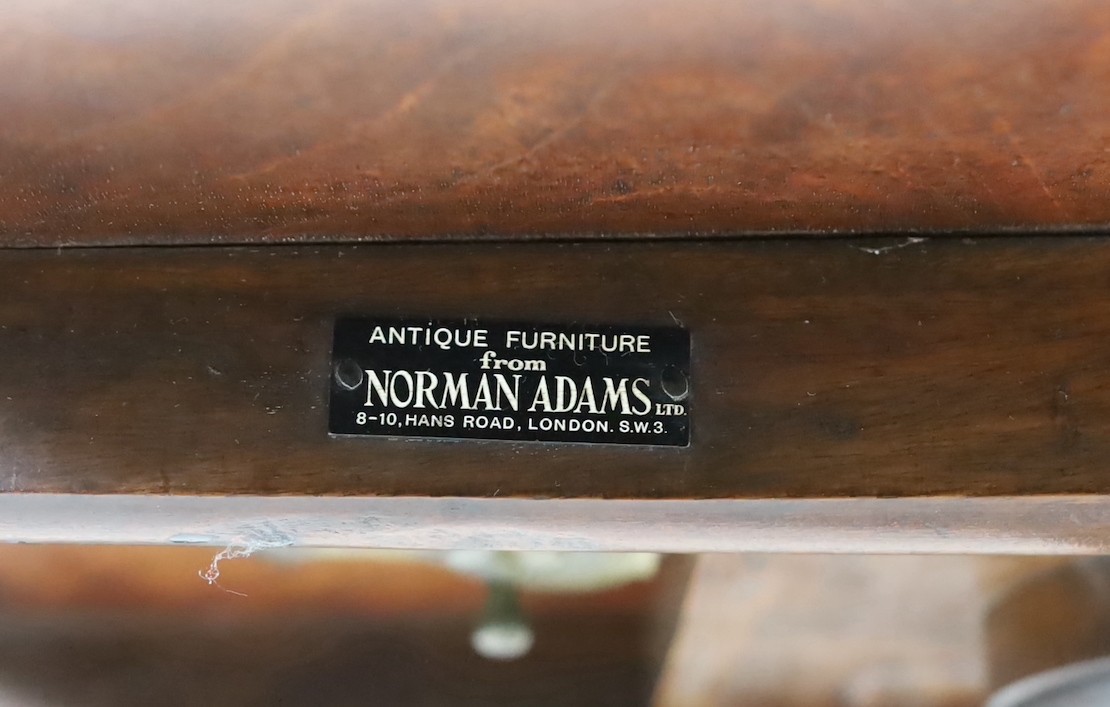 ANTIQUE FURNITURE
from
NORMAN ADAMS LTD.
8-10, HANS ROAD, LONDON. S.W.3.